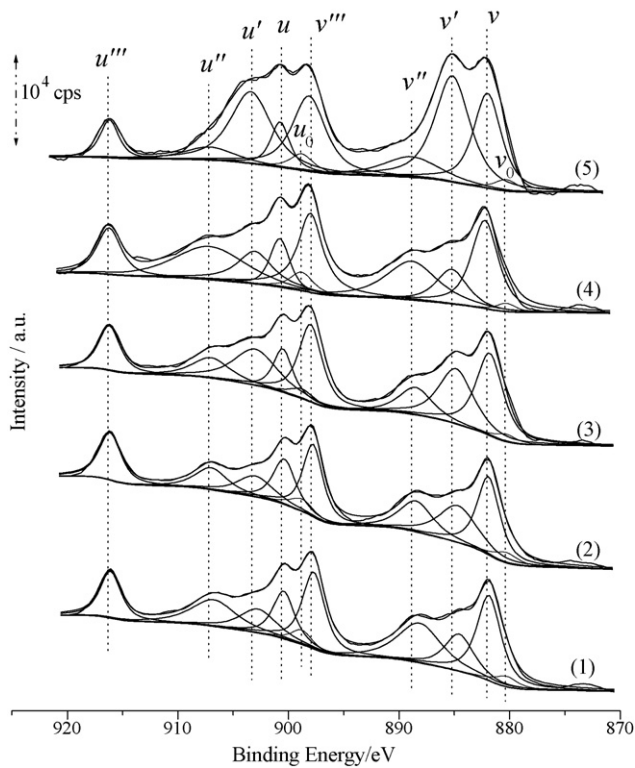 u''' u'' u' u v''' v'' v' v
10⁴ cps
u₀ v₀
(5)
(4)
(3)
(2)
(1)
Intensity / a.u.
920 910 900 890 880 870
Binding Energy/eV